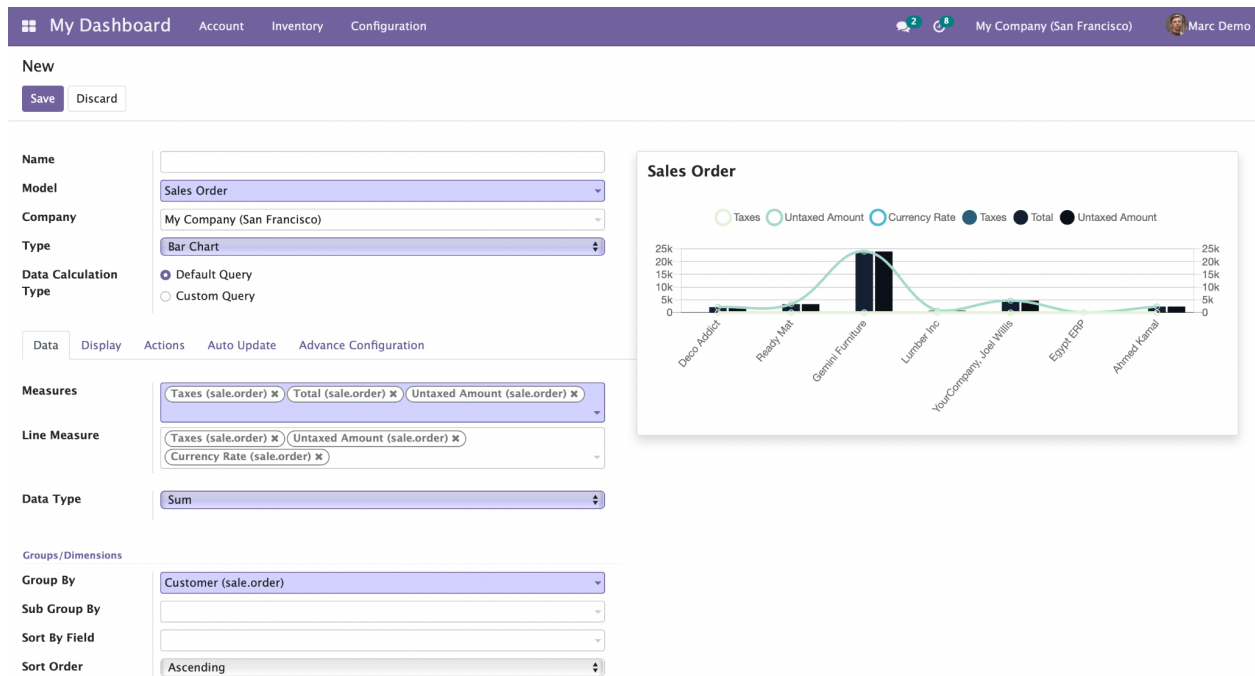 My Dashboard Account Inventory Configuration 2 8 My Company (San Francisco) Marc Demo
New
Save Discard
Name
Model Sales Order
Company My Company (San Francisco)
Type Bar Chart
Data Calculation Type Default Query
Custom Query
Data Display Actions Auto Update Advance Configuration
Measures Taxes (sale.order) × Total (sale.order) × Untaxed Amount (sale.order) ×
Line Measure Taxes (sale.order) × Untaxed Amount (sale.order) ×
Currency Rate (sale.order) ×
Data Type Sum
Groups/Dimensions
Group By Customer (sale.order)
Sub Group By
Sort By Field
Sort Order Ascending
Sales Order
Taxes Untaxed Amount Currency Rate Taxes Total Untaxed Amount
25k 25k
20k 20k
15k 15k
10k 10k
5k 5k
0 0
Deco Addict Ready Mat Gemini Furniture Lumber Inc YourCompany, Joel Willis Egypt ERP Ahmed Kamal